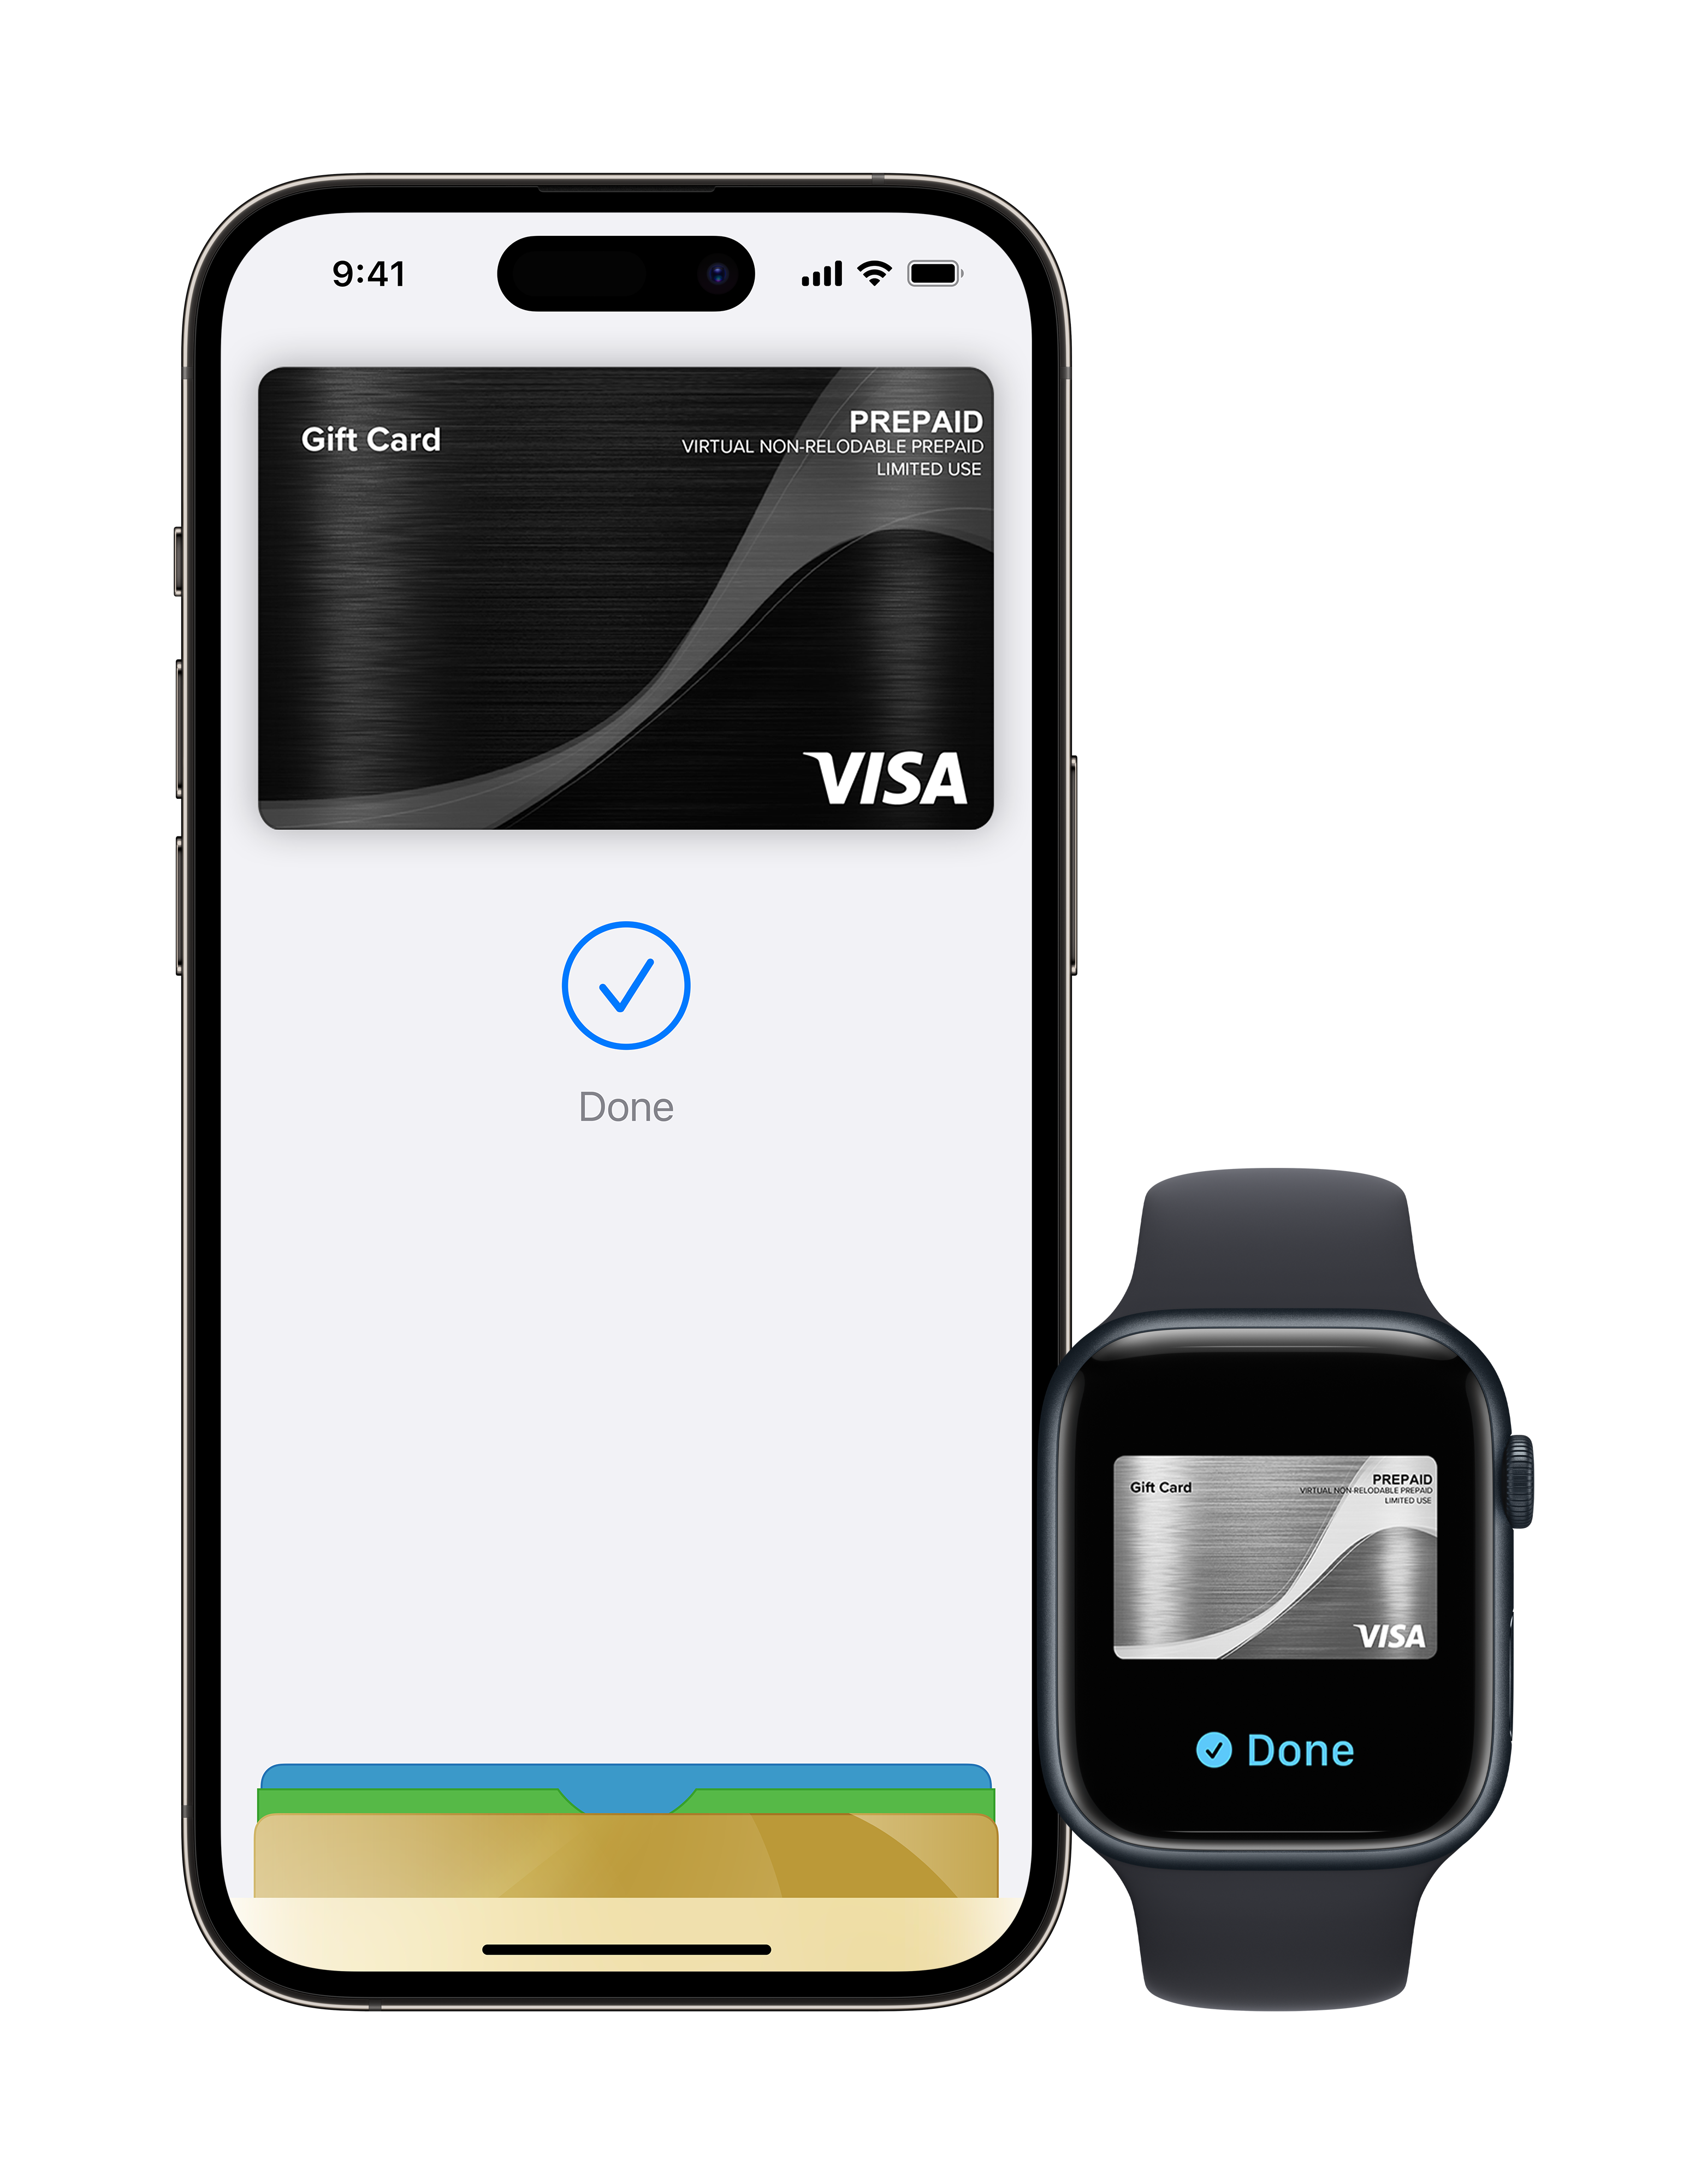 9:41
Gift Card
PREPAID
VIRTUAL NON-RELODABLE PREPAID
LIMITED USE
VISA
Done
Gift Card
PREPAID
VIRTUAL NON-RELODABLE PREPAID
LIMITED USE
VISA
Done